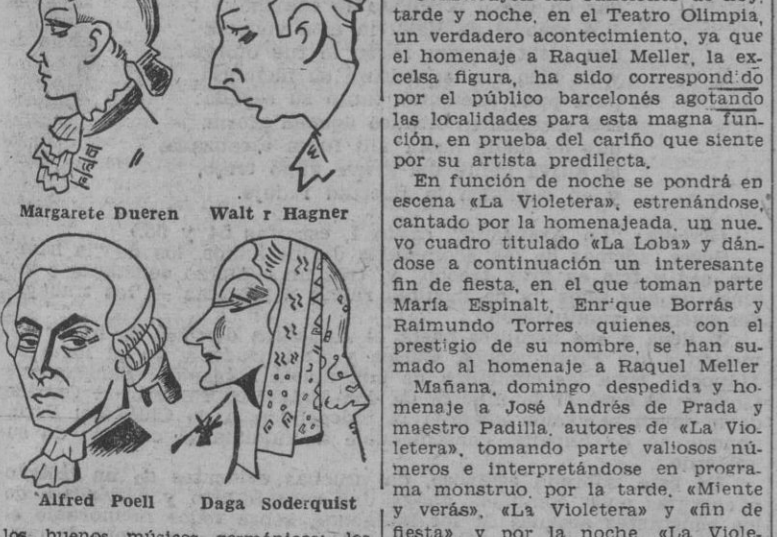 Margarete Dueren Walt r Hagner
Alfred Poell Daga Soderquist
los buenos músicos germánicos; los
tarde y noche, en el Teatro Olimpia,
un verdadero acontecimiento, ya que
el homenaje a Raquel Meller, la ex-
celsa figura, ha sido correspondido
por el público barcelonés agotando
las localidades para esta magna fun-
ción, en prueba del cariño que siente
por su artista predilecta.
En función de noche se pondrá en
escena «La Violetera», estrenándose,
cantado por la homenajeada, un nue-
vo cuadro titulado «La Loba» y dán-
dose a continuación un interesante
fin de fiesta, en el que toman parte
María Espinalt, Enr'que Borrás y
Raimundo Torres quienes, con el
prestigio de su nombre, se han su-
mado al homenaje a Raquel Meller
Mañana, domingo despedida y ho-
menaje a José Andrés de Prada y
maestro Padilla, autores de «La Vio-
letera», tomando parte valiosos nú-
meros e interpretándose en progra-
ma monstruo, por la tarde, «Miente
y verás», «La Violetera» y «fin de
fiesta» y por la noche «La Viole-